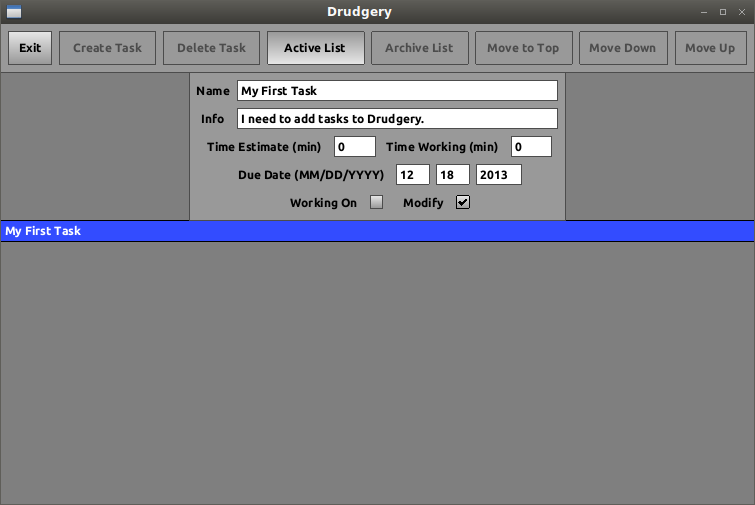 Drudgery
Exit Create Task Delete Task Active List Archive List Move to Top Move Down Move Up
Name My First Task
Info I need to add tasks to Drudgery.
Time Estimate (min) 0 Time Working (min) 0
Due Date (MM/DD/YYYY) 12 18 2013
Working On Modify
My First Task